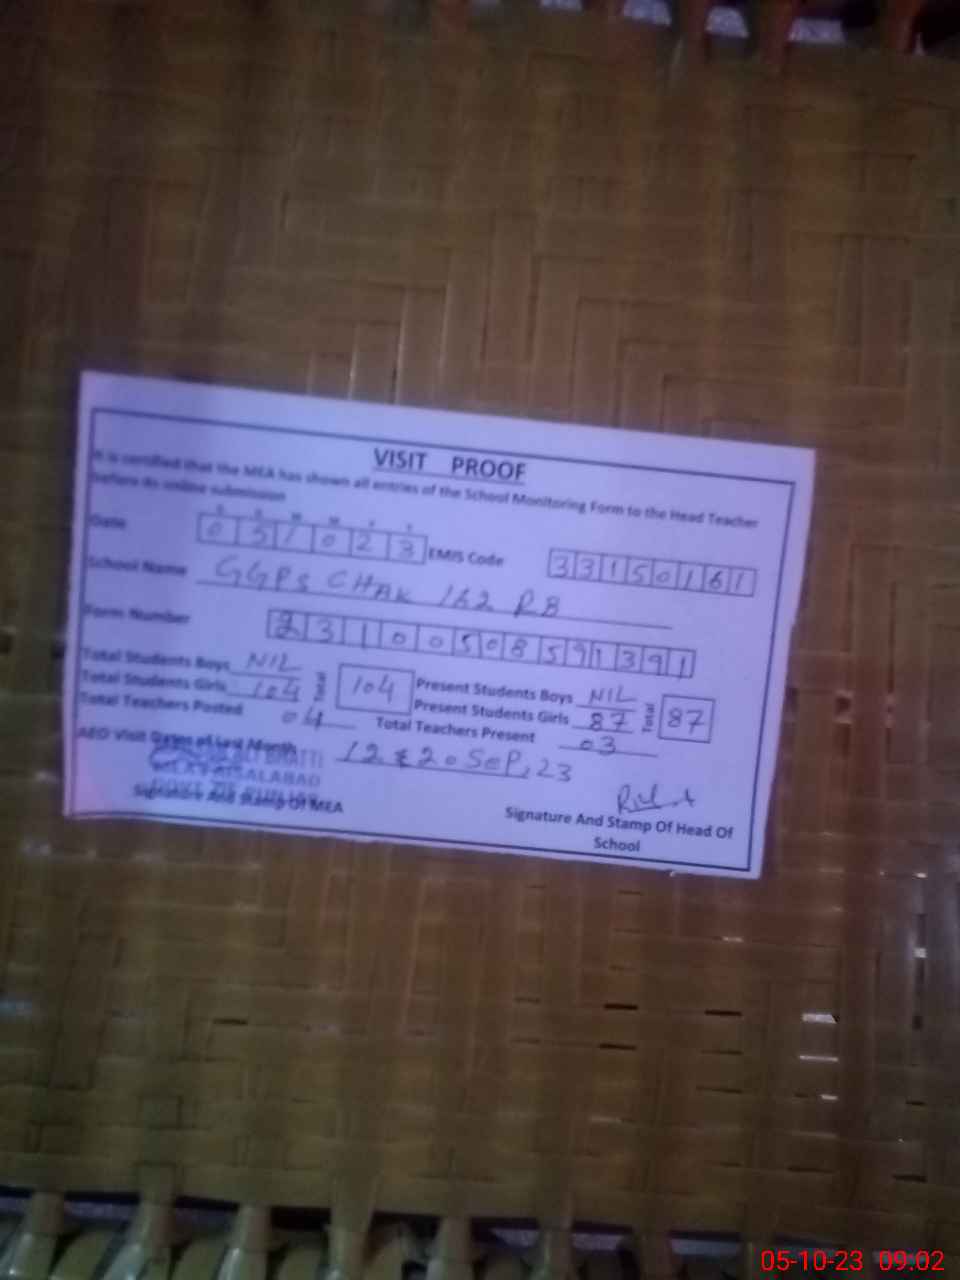 VISIT PROOF
It is certified that the MEA has shown all entries of the School Monitoring Form to the Head Teacher
before its online submission
D D M M Y Y
Date 0 5 1 0 2 3 EMIS Code 3 3 1 5 0 1 6 1
School Name GGPS CHAK 162 RB
Form Number 2 3 1 0 0 5 0 8 5 9 1 3 9 1
Total Students Boys NIL Total 104 Present Students Boys NIL Total 87
Total Students Girls 104 Present Students Girls 87
Total Teachers Posted 04 Total Teachers Present 03
AEO Visit Dates of Last Month 12 & 20 SeP, 23
BHATTI
FAISALABAD
Signature And Stamp Of MEA
Signature And Stamp Of Head Of
School
05-10-23 09:02